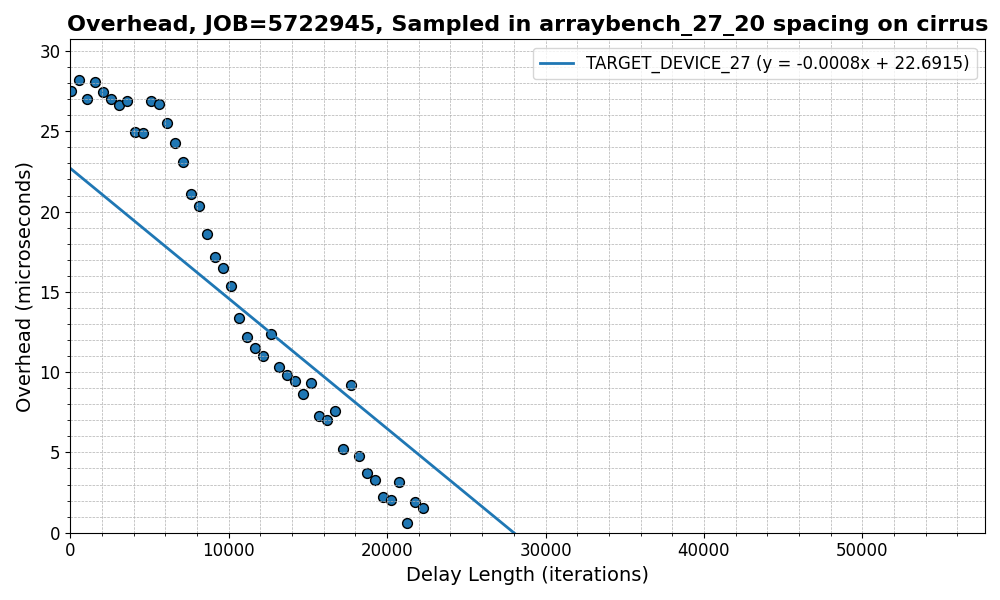 Overhead, JOB=5722945, Sampled in arraybench_27_20 spacing on cirrus
TARGET_DEVICE_27 (y = -0.0008x + 22.6915)
Overhead (microseconds)
30
25
20
15
10
5
0
0 10000 20000 30000 40000 50000
Delay Length (iterations)